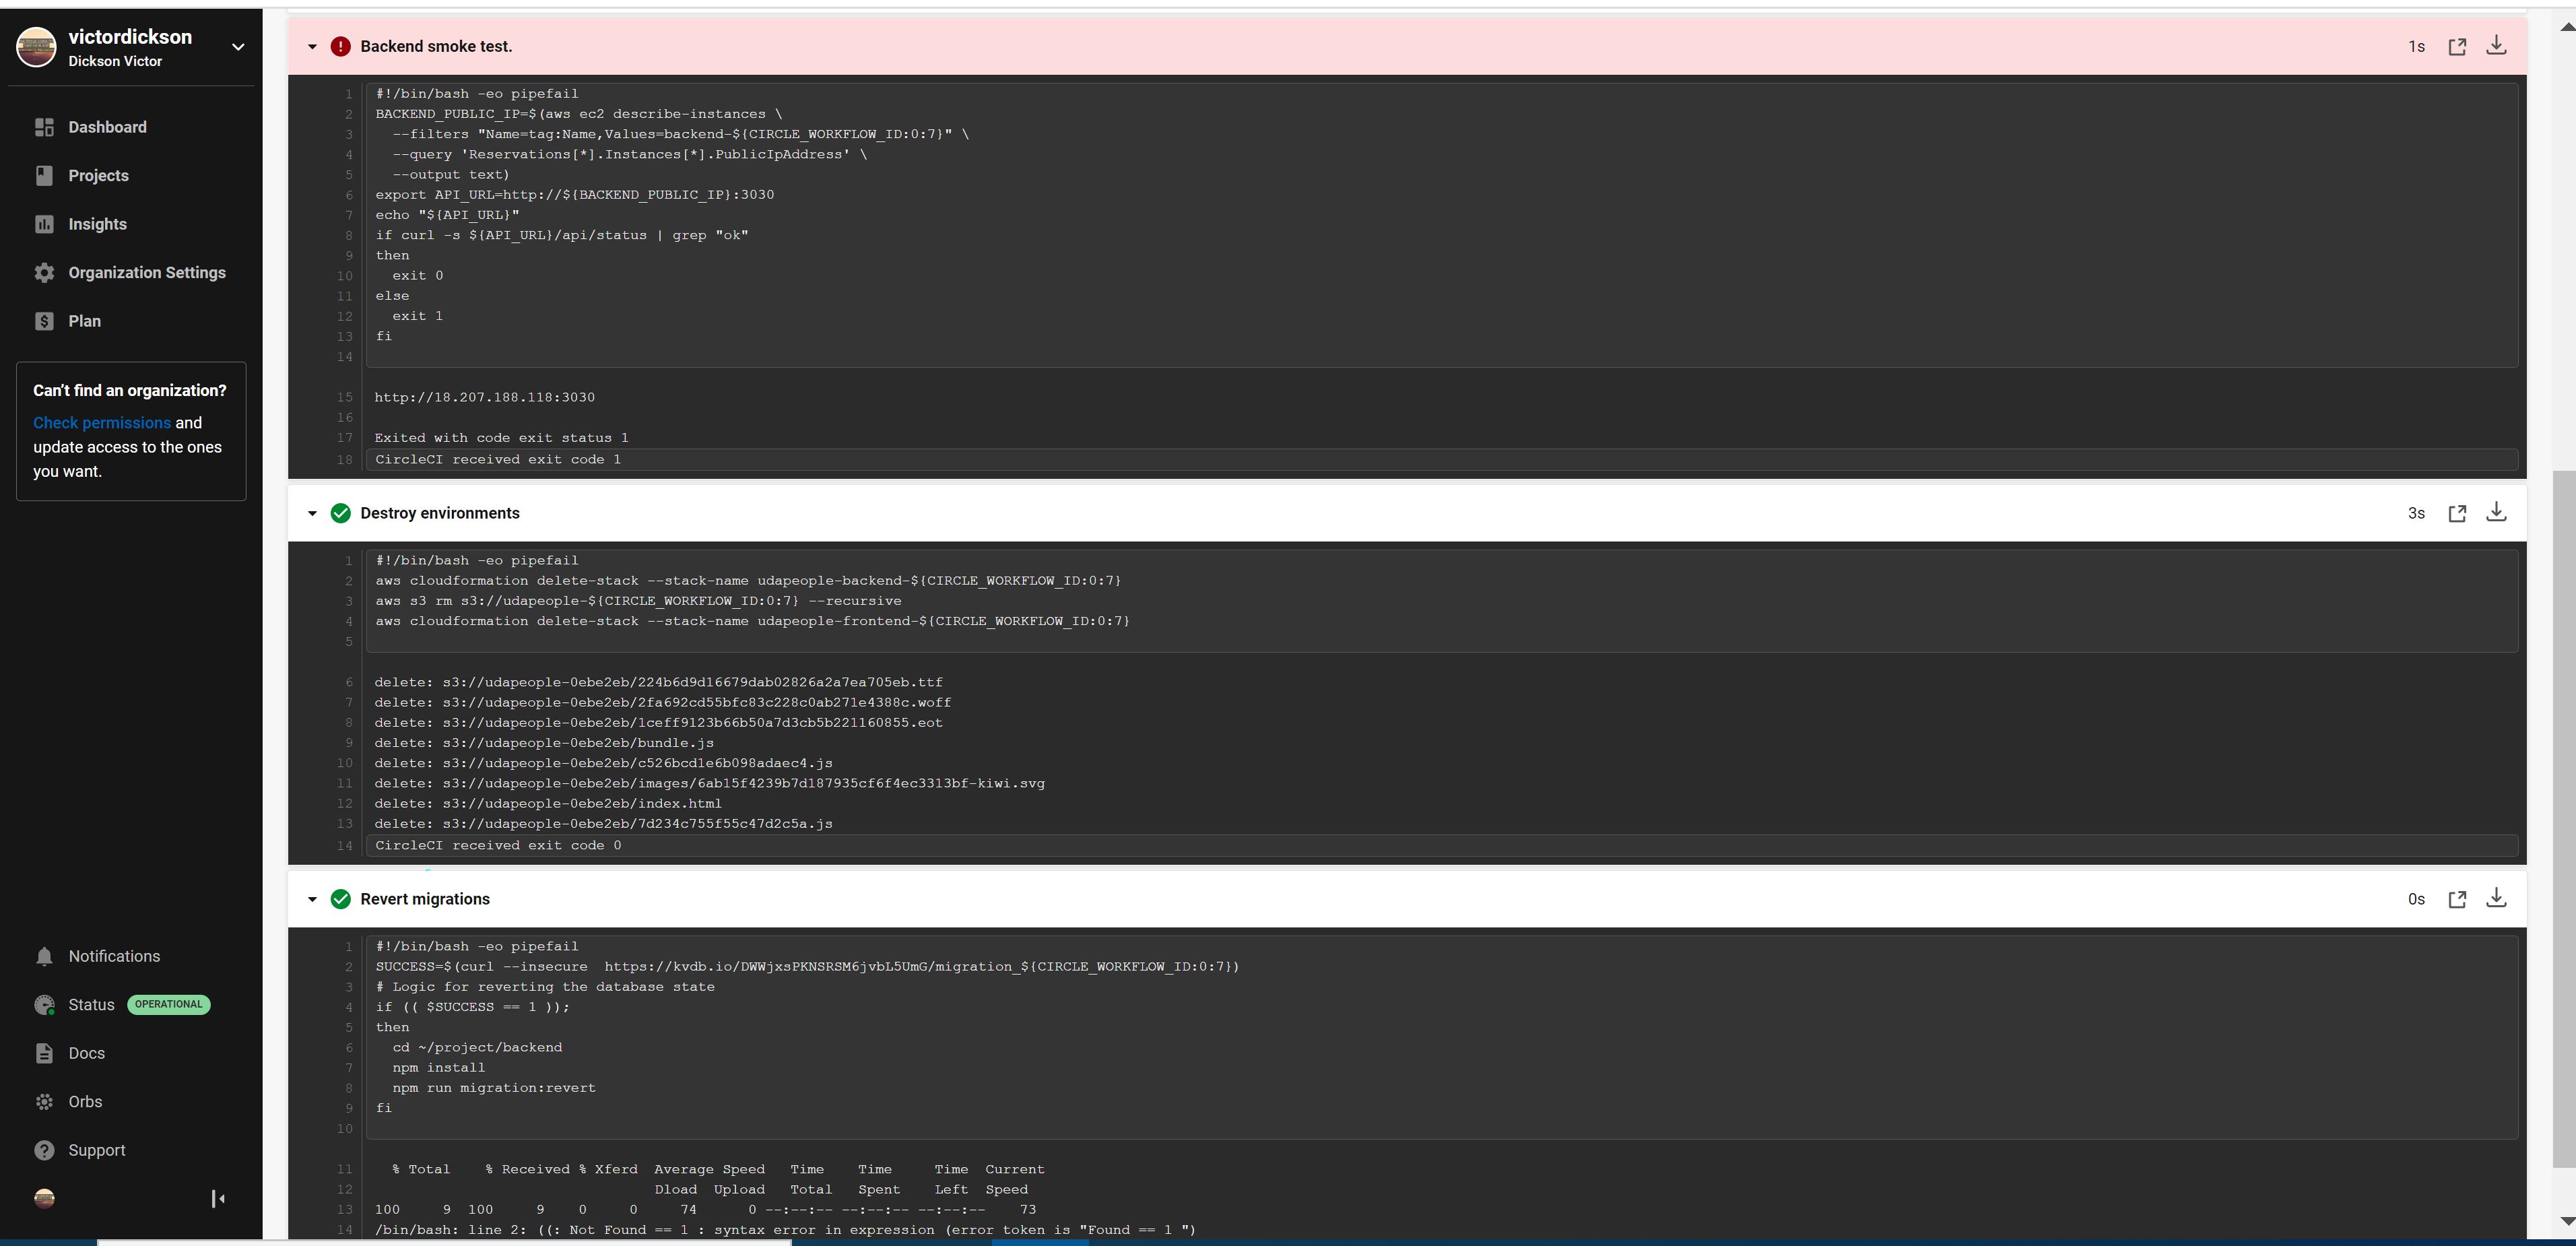 victordickson
Dickson Victor
Dashboard
Projects
Insights
Organization Settings
$ Plan
Can't find an organization?
Check permissions and
update access to the ones
you want.
Notifications
Status OPERATIONAL
Docs
Orbs
? Support
! Backend smoke test. 1s
1 #!/bin/bash -eo pipefail
2 BACKEND_PUBLIC_IP=$(aws ec2 describe-instances \
3 --filters "Name=tag:Name,Values=backend-${CIRCLE_WORKFLOW_ID:0:7}" \
4 --query 'Reservations[*].Instances[*].PublicIpAddress' \
5 --output text)
6 export API_URL=http://${BACKEND_PUBLIC_IP}:3030
7 echo "${API_URL}"
8 if curl -s ${API_URL}/api/status | grep "ok"
9 then
10 exit 0
11 else
12 exit 1
13 fi
14
15 http://18.207.188.118:3030
16
17 Exited with code exit status 1
18 CircleCI received exit code 1
Destroy environments 3s
1 #!/bin/bash -eo pipefail
2 aws cloudformation delete-stack --stack-name udapeople-backend-${CIRCLE_WORKFLOW_ID:0:7}
3 aws s3 rm s3://udapeople-${CIRCLE_WORKFLOW_ID:0:7} --recursive
4 aws cloudformation delete-stack --stack-name udapeople-frontend-${CIRCLE_WORKFLOW_ID:0:7}
5
6 delete: s3://udapeople-0ebe2eb/224b6d9d16679dab02826a2a7ea705eb.ttf
7 delete: s3://udapeople-0ebe2eb/2fa692cd55bfc83c228c0ab271e4388c.woff
8 delete: s3://udapeople-0ebe2eb/1ceff9123b66b50a7d3cb5b221160855.eot
9 delete: s3://udapeople-0ebe2eb/bundle.js
10 delete: s3://udapeople-0ebe2eb/c526bcd1e6b098adaec4.js
11 delete: s3://udapeople-0ebe2eb/images/6ab15f4239b7d187935cf6f4ec3313bf-kiwi.svg
12 delete: s3://udapeople-0ebe2eb/index.html
13 delete: s3://udapeople-0ebe2eb/7d234c755f55c47d2c5a.js
14 CircleCI received exit code 0
Revert migrations 0s
1 #!/bin/bash -eo pipefail
2 SUCCESS=$(curl --insecure  https://kvdb.io/DWWjxsPKNSRSM6jvbL5UmG/migration_${CIRCLE_WORKFLOW_ID:0:7})
3 # Logic for reverting the database state
4 if (( $SUCCESS == 1 ));
5 then
6 cd ~/project/backend
7 npm install
8 npm run migration:revert
9 fi
10
11 % Total % Received % Xferd Average Speed Time Time Time Current
12 Dload Upload Total Spent Left Speed
13 100 9 100 9 0 0 74 0 --:--:-- --:--:-- --:--:-- 73
14 /bin/bash: line 2: ((: Not Found == 1 : syntax error in expression (error token is "Found == 1 ")